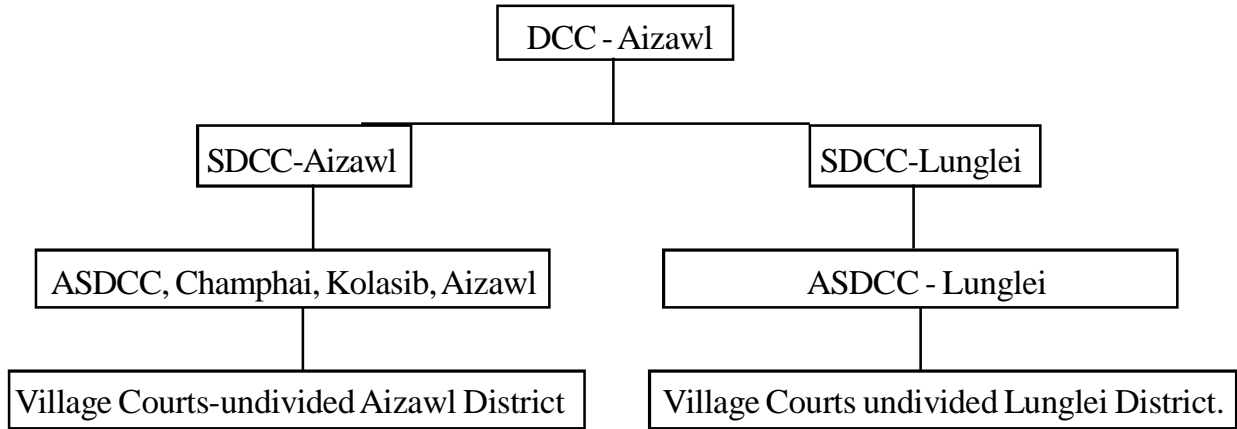 DCC - Aizawl
SDCC-Aizawl
SDCC-Lunglei
ASDCC, Champhai, Kolasib, Aizawl
ASDCC - Lunglei
Village Courts-undivided Aizawl District
Village Courts undivided Lunglei District.